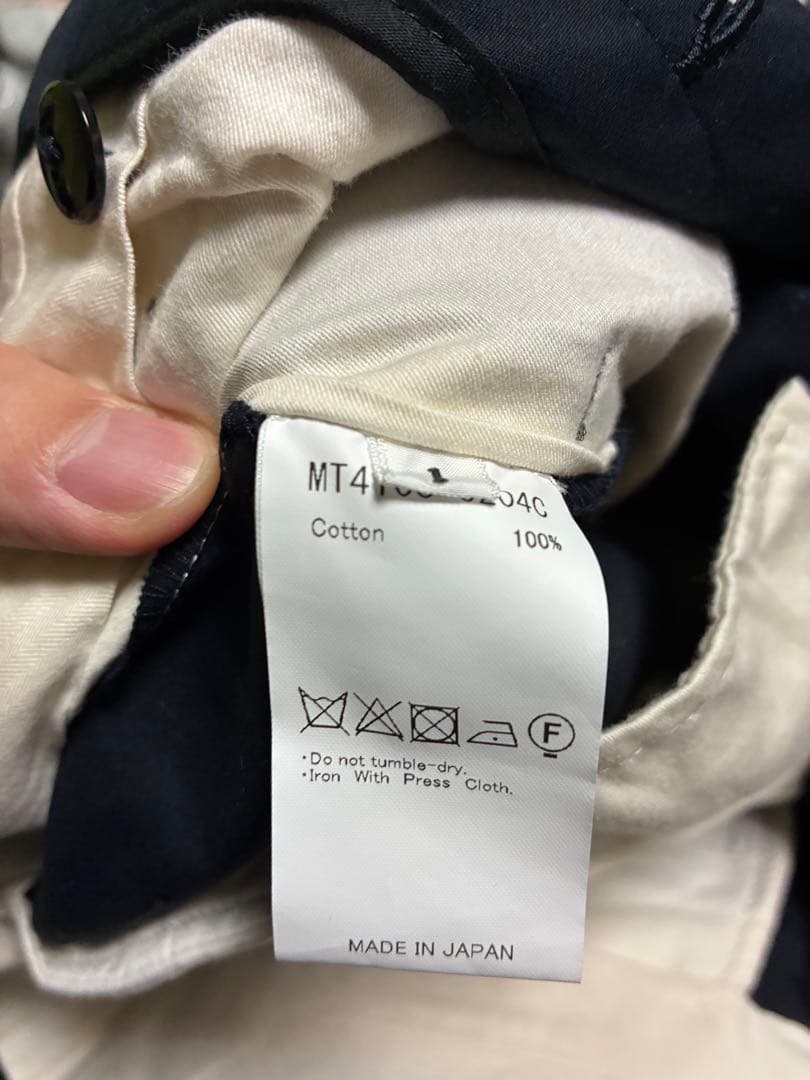 Cotton 100%
F
・Do not tumble-dry.
・Iron With Press Cloth.
MADE IN JAPAN